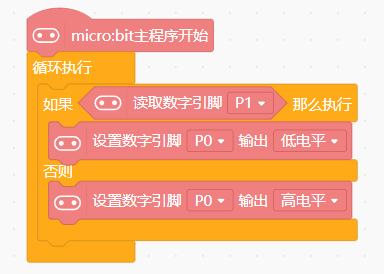 micro:bit主程序开始
循环执行
如果 读取数字引脚 P1 那么执行
设置数字引脚 P0 输出 低电平
否则
设置数字引脚 P0 输出 高电平